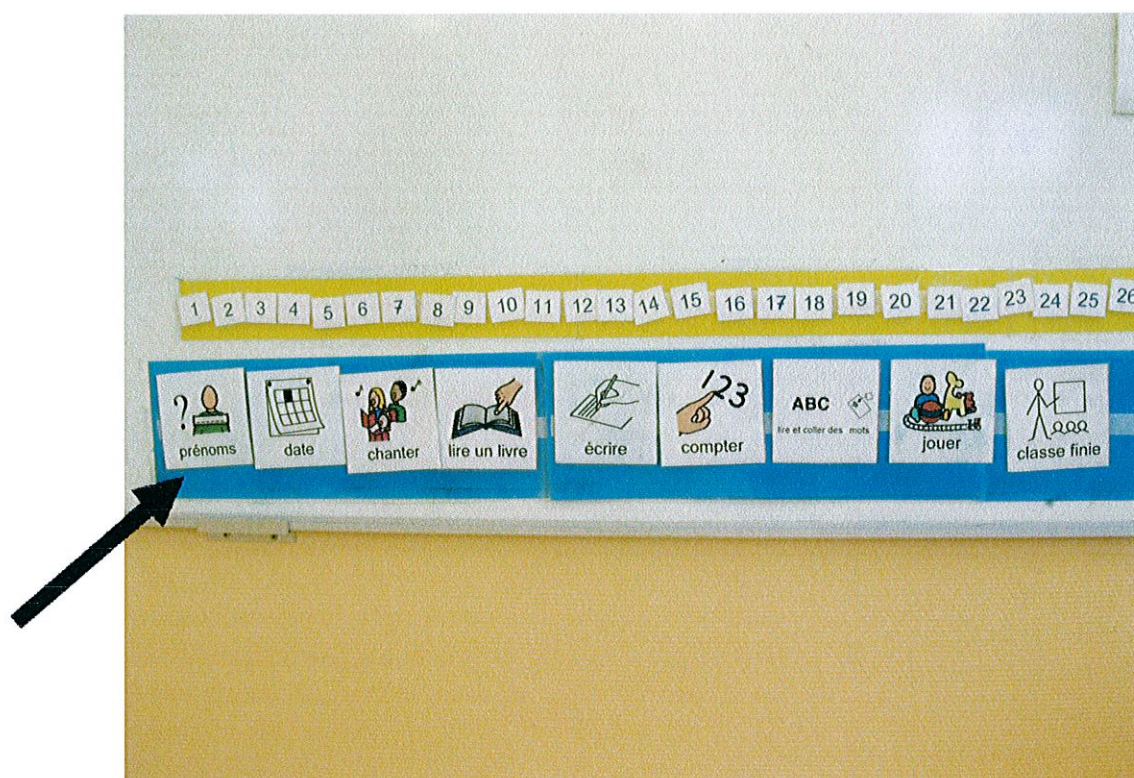 1 2 3 4 5 6 7 8 9 10 11 12 13 14 15 16 17 18 19 20 21 22 23 24 25 26
? 123
ABC
prénoms date chanter lire un livre écrire compter lire et coller des mots jouer classe finie